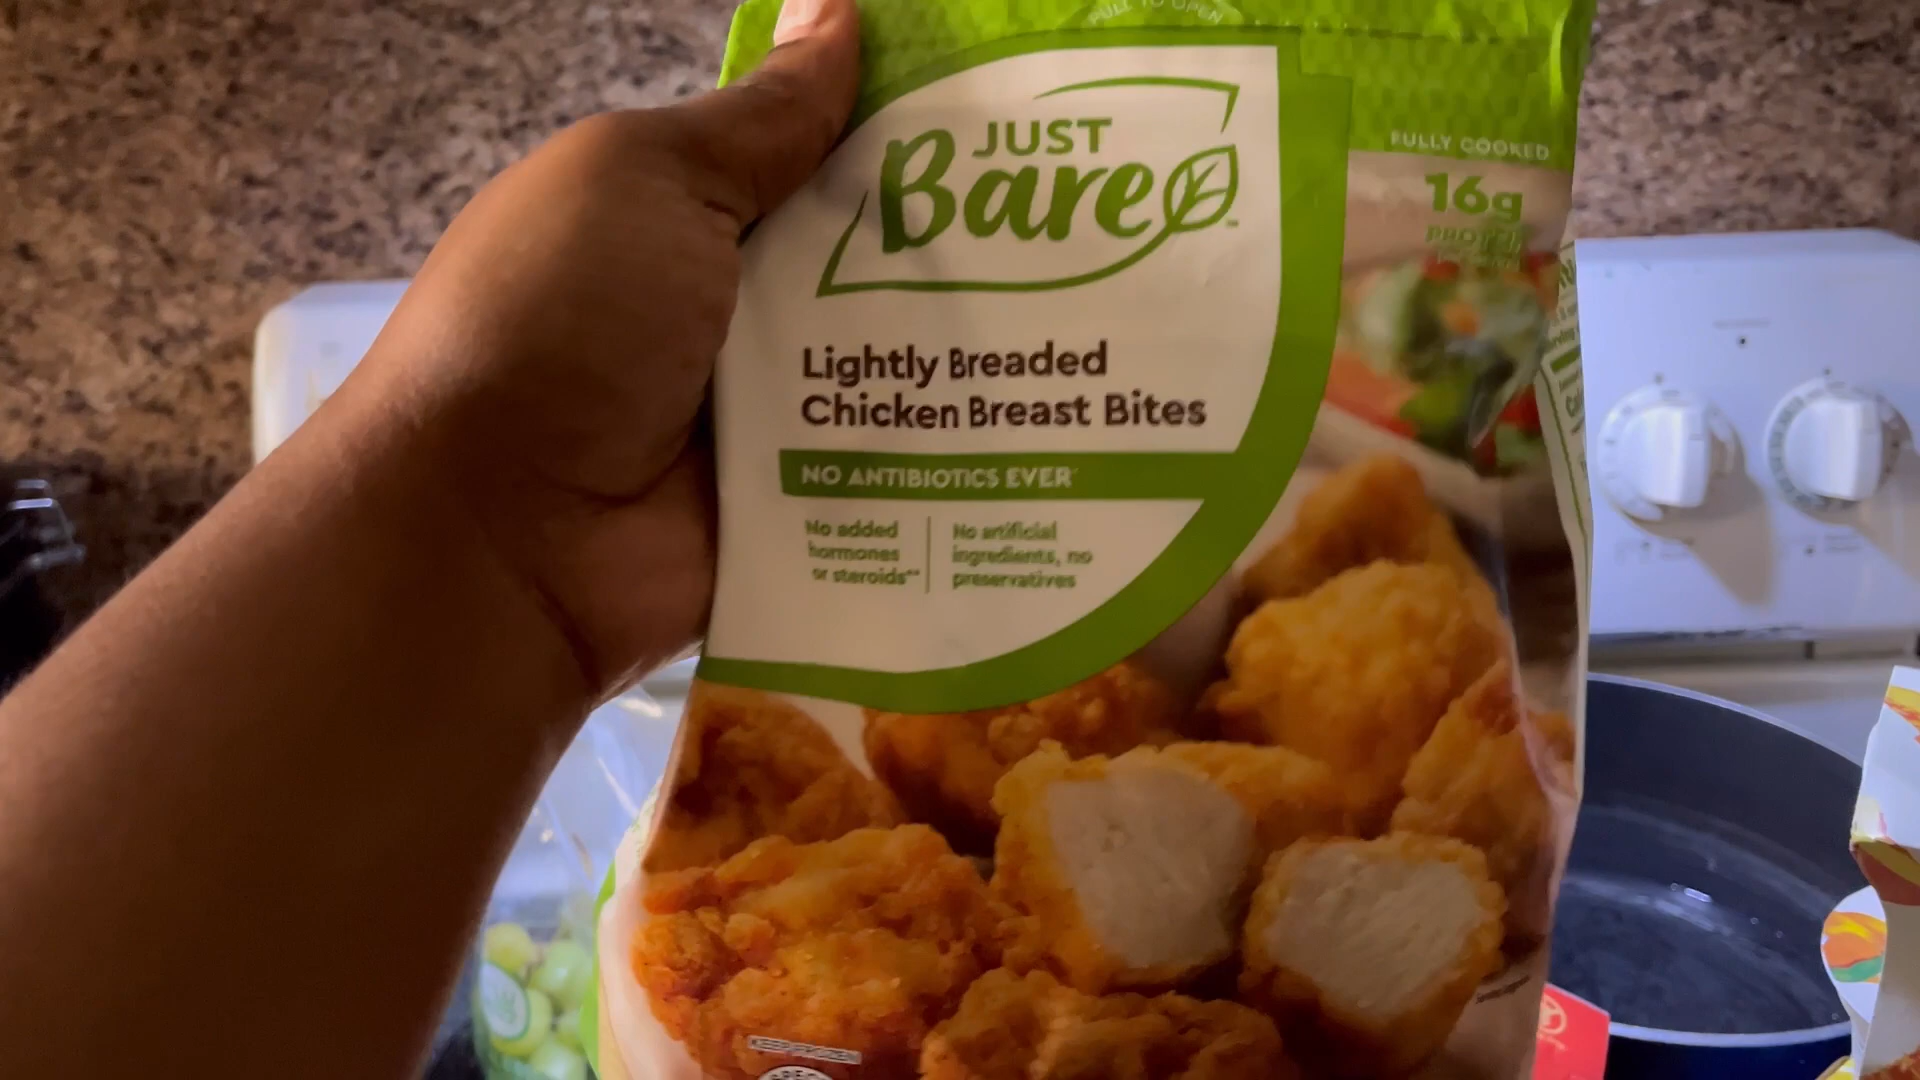 PULL TO OPEN
JUST
Bare
FULLY COOKED
16g
PROTEIN
Lightly Breaded
Chicken Breast Bites
NO ANTIBIOTICS EVER*
No added
hormones
or steroids**
No artificial
ingredients, no
preservatives
KEEP FROZEN